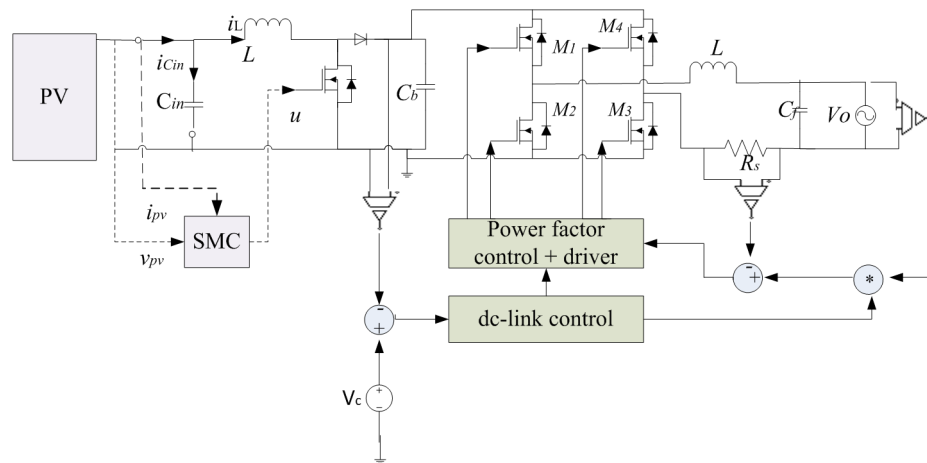 PV
iL
L
iCin
Cin
u
Cb
M1
M4
M2
M3
L
Cf
Vo
Rs
ipv
vpv
SMC
Power factor
control + driver
dc-link control
-
+
-
+
*
Vc
+
-